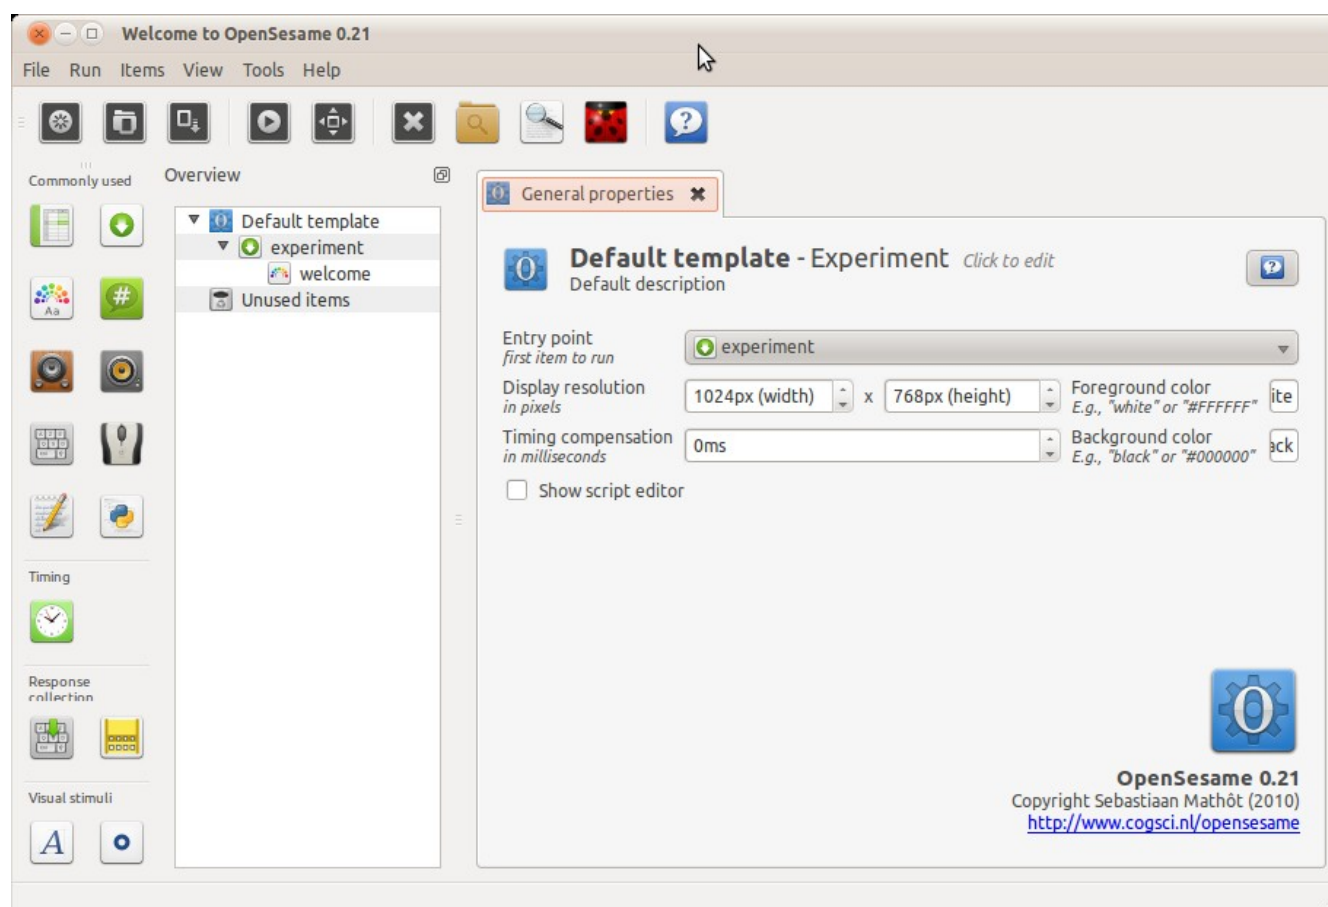 Welcome to OpenSesame 0.21
File Run Items View Tools Help
Commonly used
Overview
General properties
Default template
experiment
welcome
Unused items
Default template - Experiment Click to edit
Default description
Entry point
first item to run
experiment
Display resolution
in pixels
1024px (width) x 768px (height)
Foreground color
E.g., "white" or "#FFFFFF"
ite
Timing compensation
in milliseconds
0ms
Background color
E.g., "black" or "#000000"
ack
Show script editor
Aa
#
Timing
Response
collection
Visual stimuli
A
OpenSesame 0.21
Copyright Sebastiaan Mathôt (2010)
http://www.cogsci.nl/opensesame